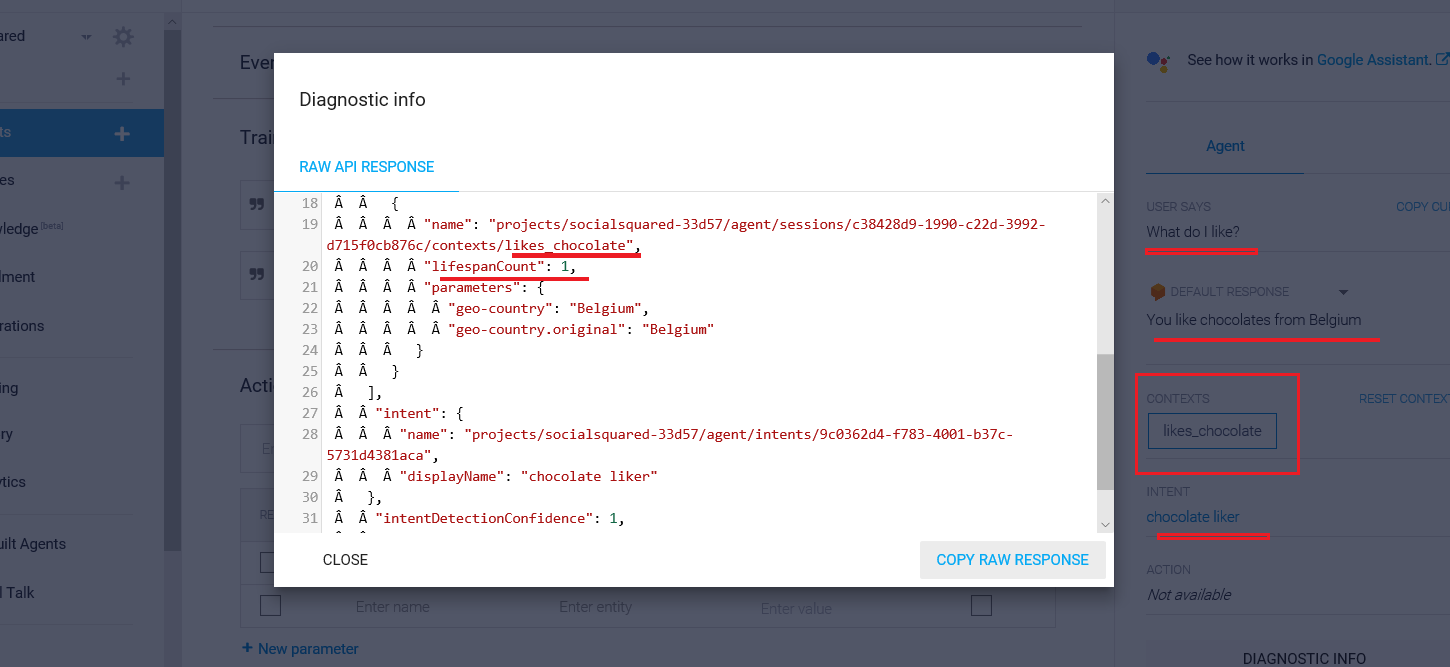 ared
Ever
See how it works in Google Assistant.
Diagnostic info
ts
Trai
Agent
RAW API RESPONSE
es
USER SAYS
COPY CU
What do I like?
wledge [beta]
lment
DEFAULT RESPONSE
You like chocolates from Belgium
rations
18 Â Â {
19 Â Â Â Â "name": "projects/socialsquared-33d57/agent/sessions/c38428d9-1990-c22d-3992-
d715f0cb876c/contexts/likes_chocolate",
20 Â Â Â Â "lifespanCount": 1,
21 Â Â Â Â "parameters": {
22 Â Â Â Â Â "geo-country": "Belgium",
23 Â Â Â Â Â "geo-country.original": "Belgium"
24 Â Â Â }
25 Â Â }
26 Â ],
27 Â Â "intent": {
28 Â Â Â "name": "projects/socialsquared-33d57/agent/intents/9c0362d4-f783-4001-b37c-
5731d4381aca",
29 Â Â Â "displayName": "chocolate liker"
30 Â },
31 Â Â "intentDetectionConfidence": 1,
ing
Actio
CONTEXTS
RESET CONTEXT
likes_chocolate
ry
En
ytics
INTENT
chocolate liker
RE
uilt Agents
CLOSE
COPY RAW RESPONSE
ACTION
Not available
l Talk
Enter name
Enter entity
Enter value
+ New parameter
DIAGNOSTIC INFO